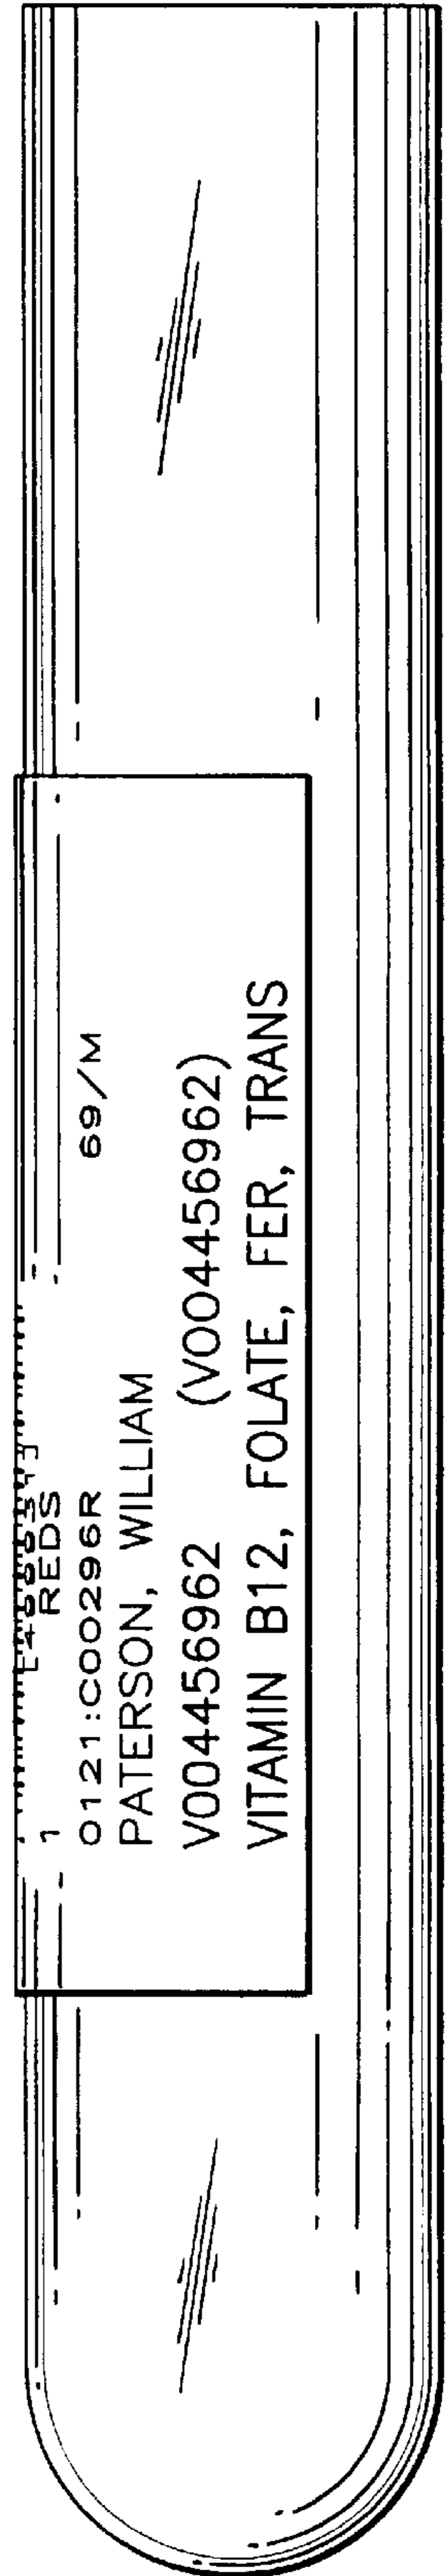 1 REDS
0121:C00296R 69/M
PATERSON, WILLIAM
V004456962 (V004456962)
VITAMIN B12, FOLATE, FER, TRANS